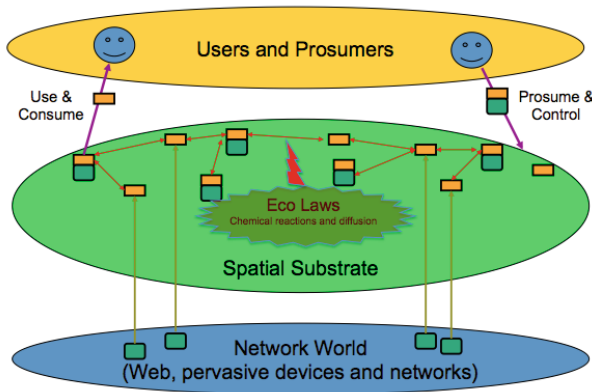 Users and Prosumers
Use &
Consume
Prosume &
Control
Eco Laws
Chemical reactions and diffusion
Spatial Substrate
Network World
(Web, pervasive devices and networks)